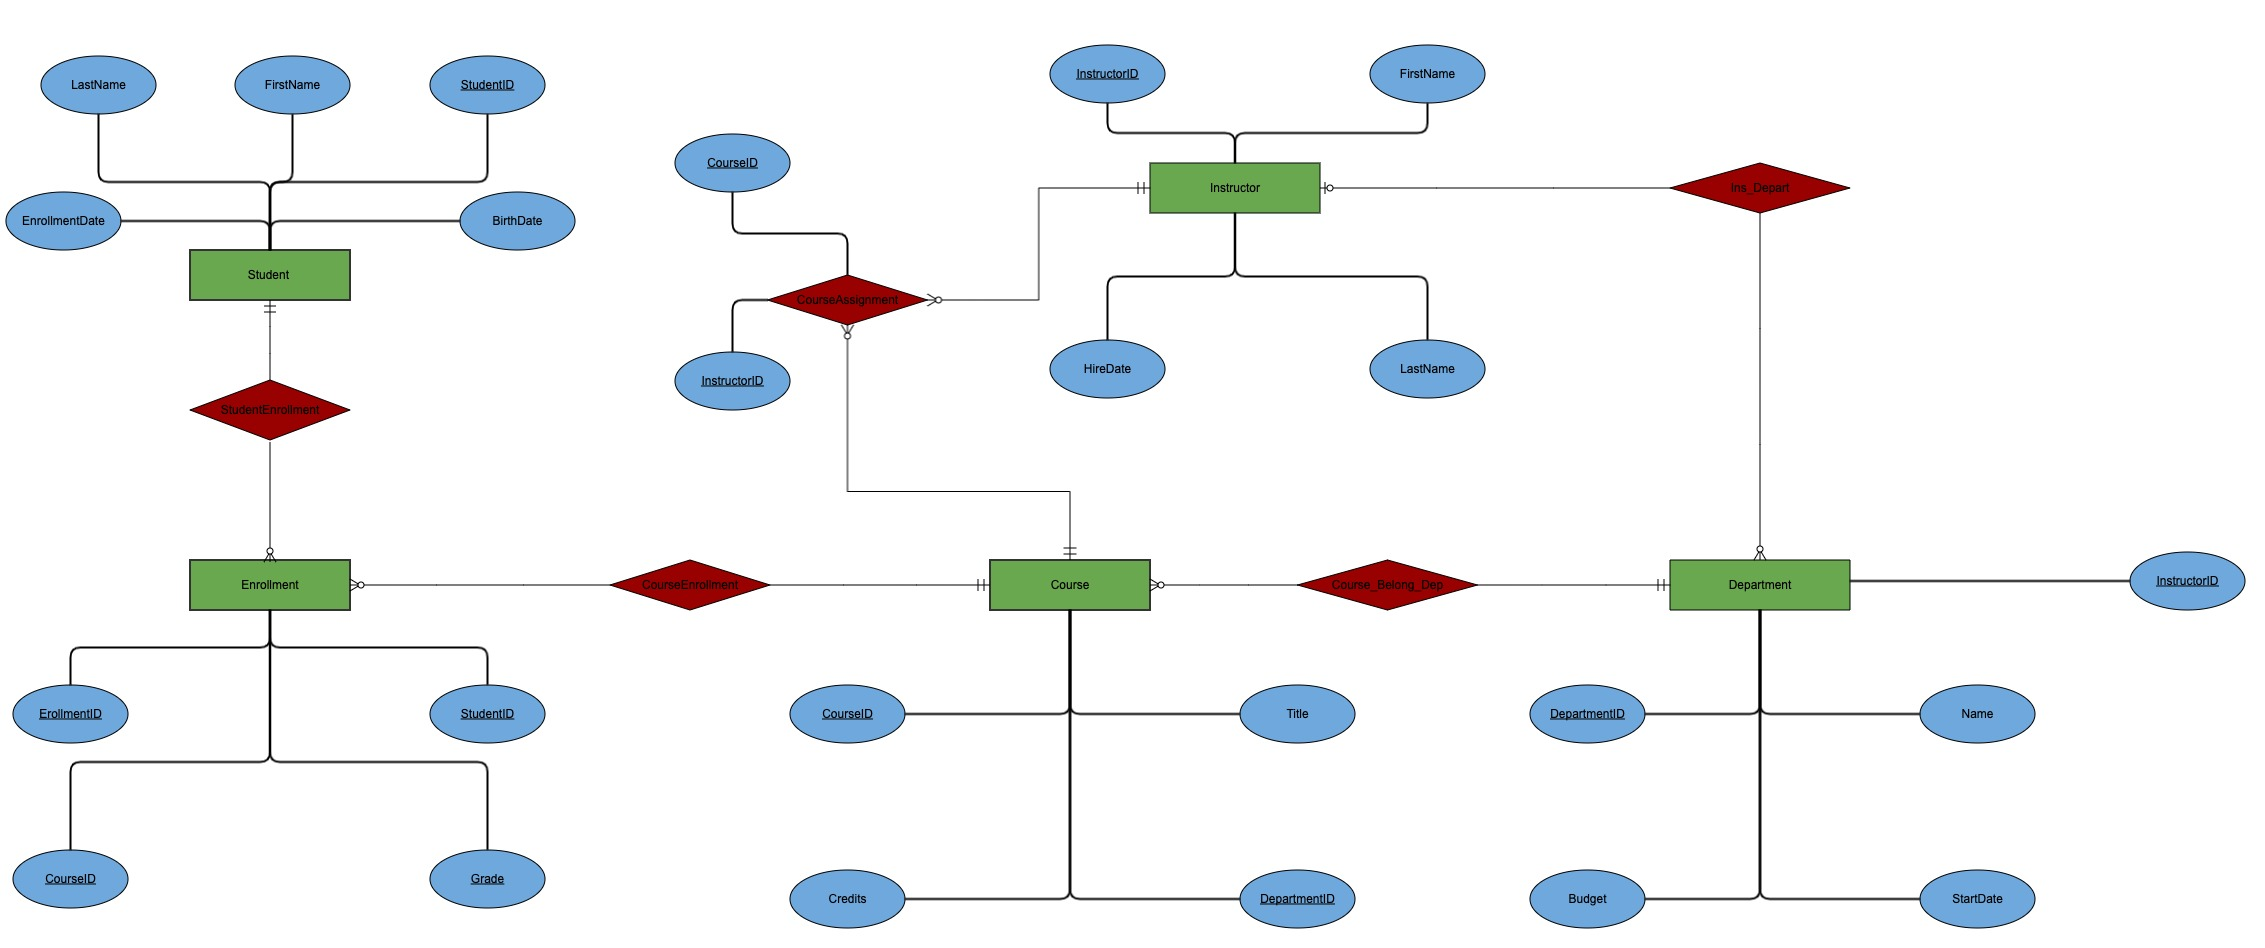 InstructorID
FirstName
LastName
FirstName
StudentID
CourseID
Instructor
Ins_Depart
EnrollmentDate
BirthDate
Student
CourseAssignment
HireDate
LastName
InstructorID
StudentEnrollment
Enrollment
CourseEnrollment
Course
Course_Belong_Dep
Department
InstructorID
ErollmentID
StudentID
CourseID
Title
DepartmentID
Name
CourseID
Grade
Credits
DepartmentID
Budget
StartDate